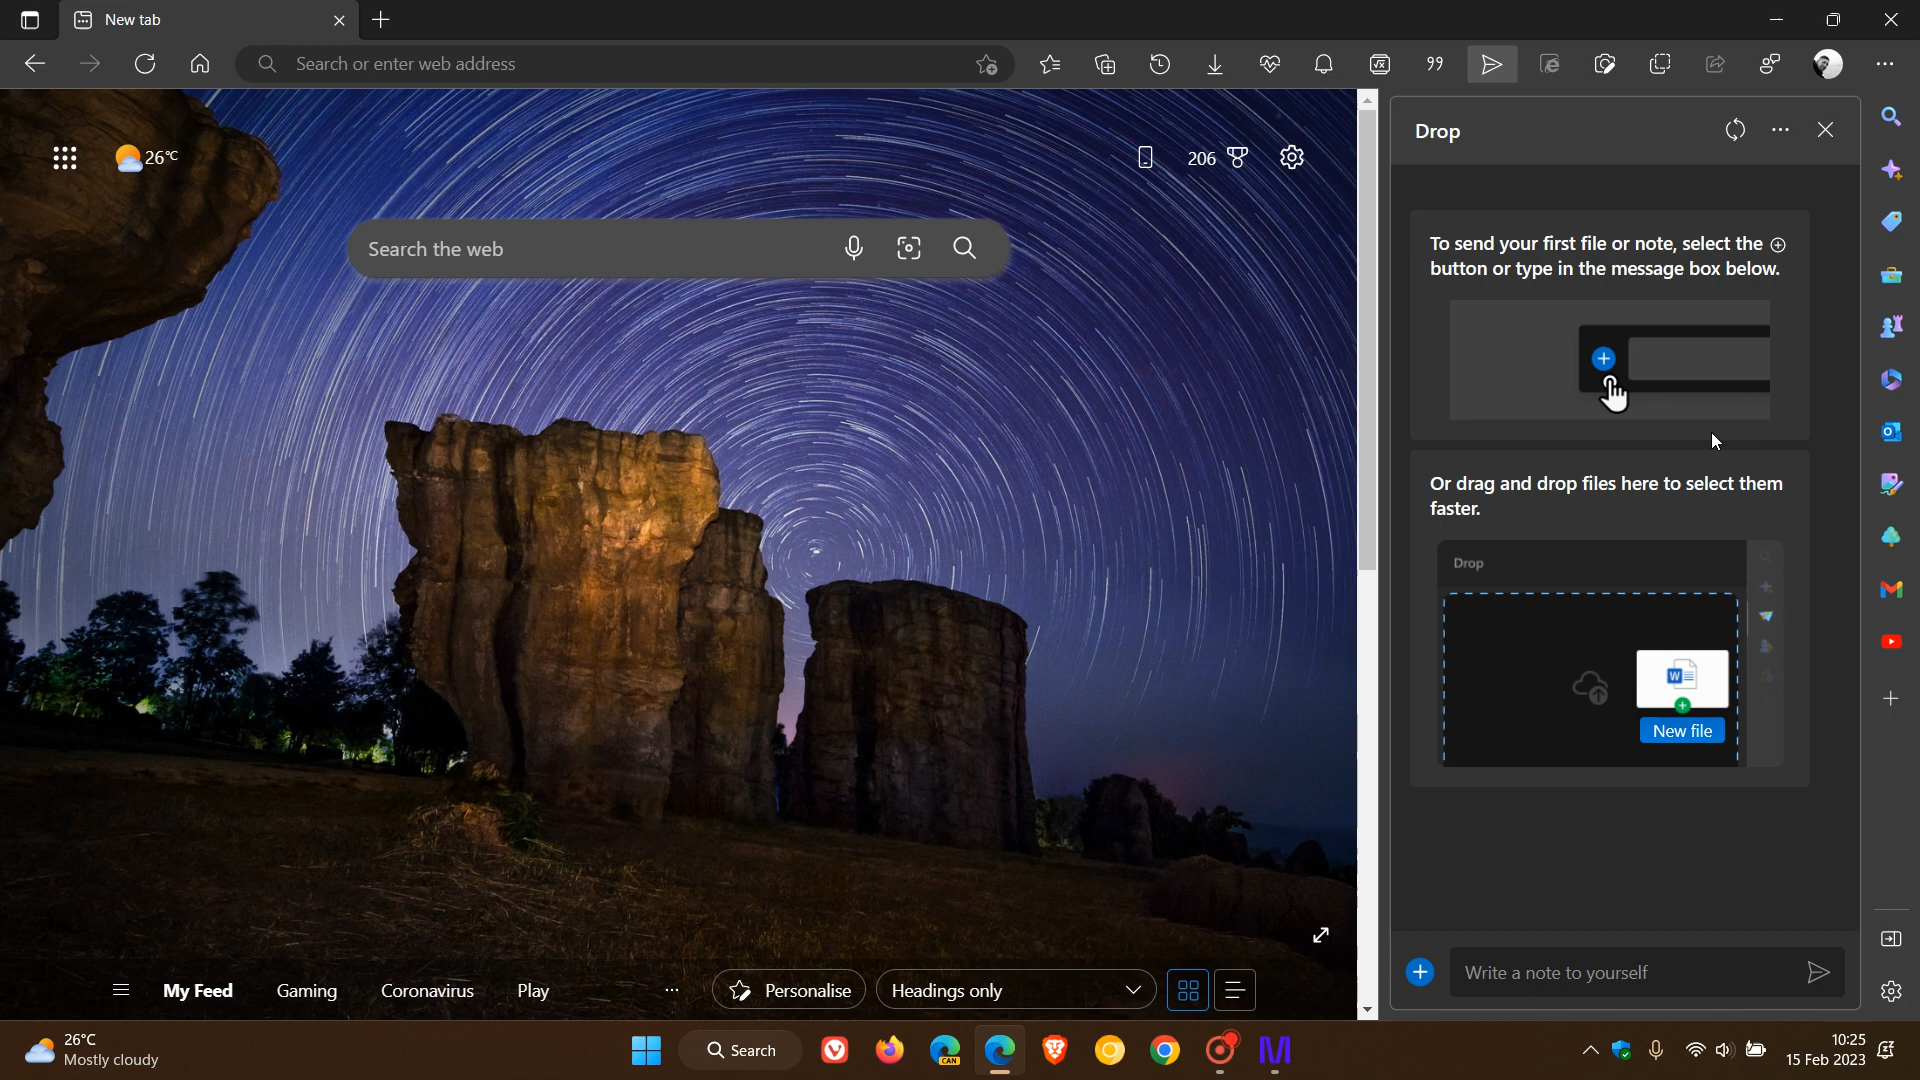 New tab
Search or enter web address
26°C
206
Search the web
Drop
To send your first file or note, select the
button or type in the message box below.
Or drag and drop files here to select them
faster.
Drop
W
New file
Write a note to yourself
My Feed
Gaming
Coronavirus
Play
Personalise
Headings only
26°C
Mostly cloudy
Search
CAN
10:25
15 Feb 2023